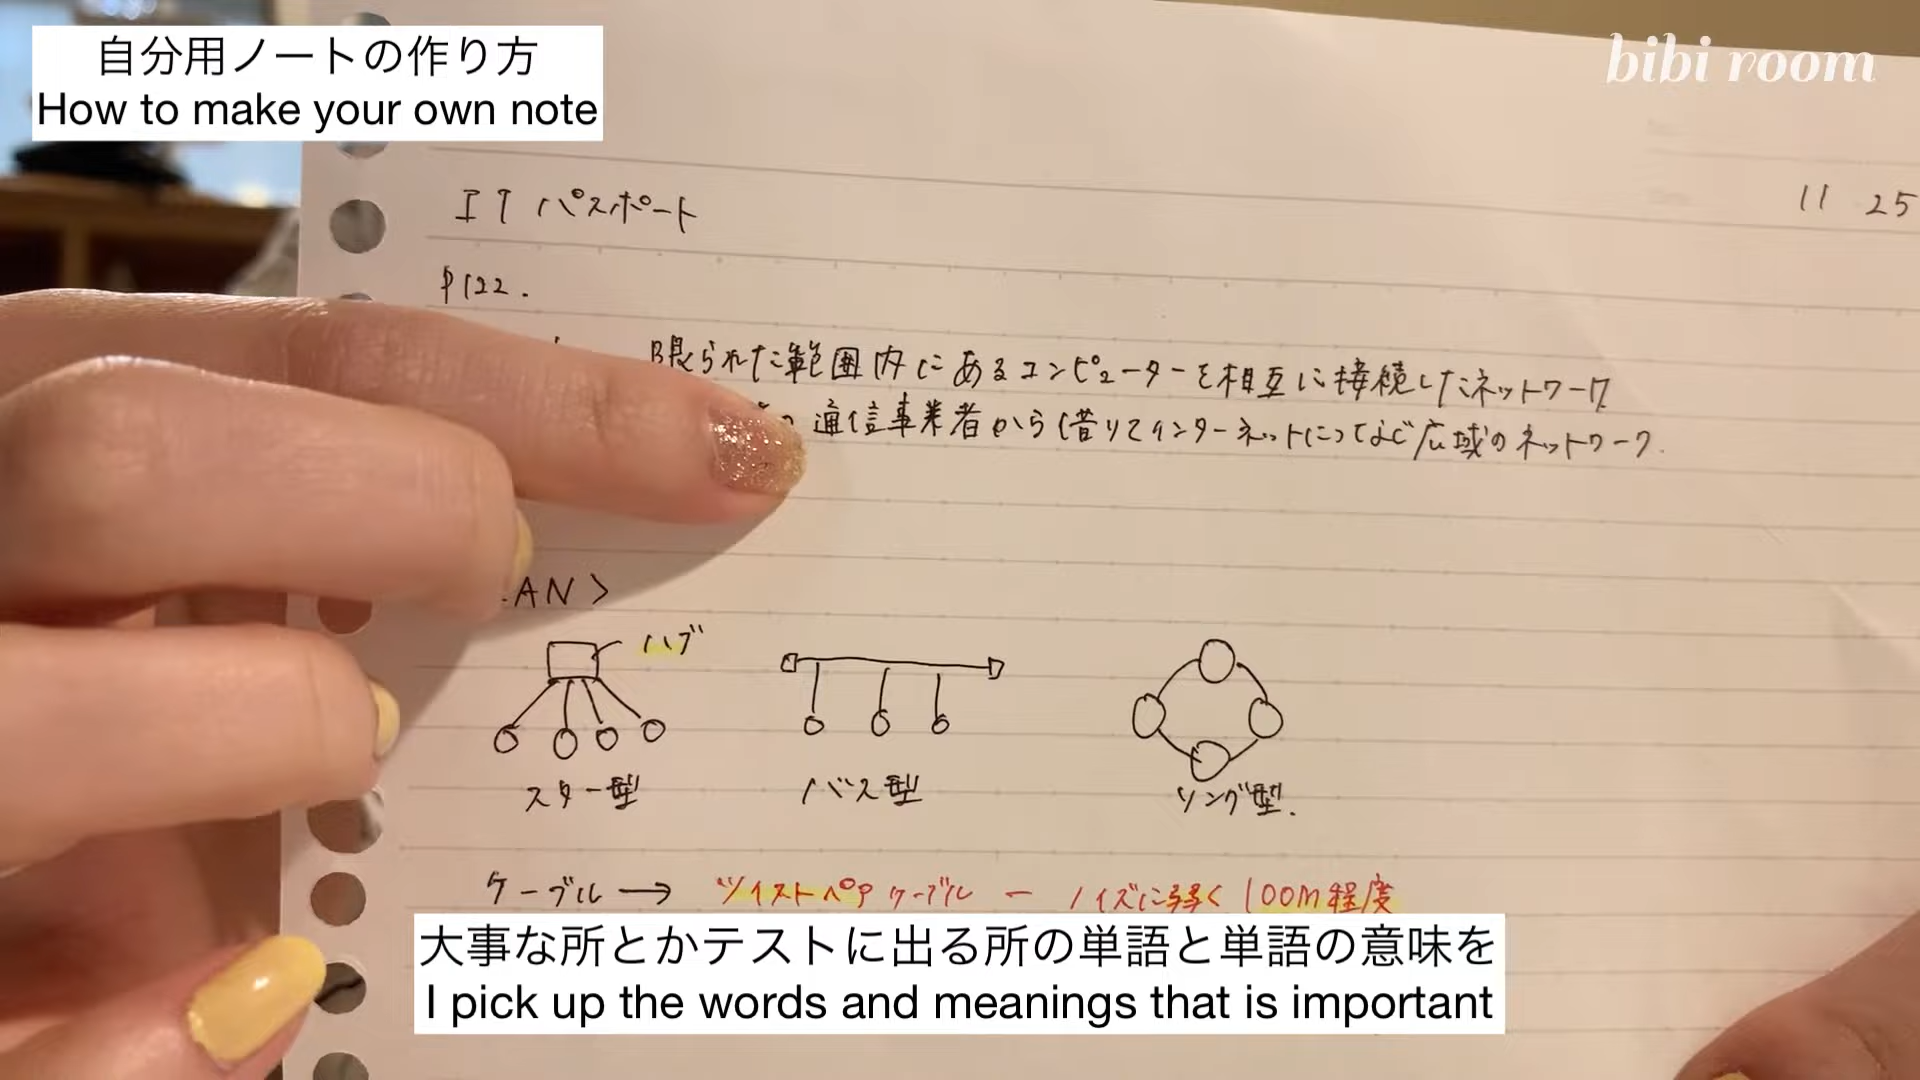 自分用ノートの作り方
How to make your own note
bibi room
ITパスポート
11 25
P122.
限られた範囲内にあるコンピューターを相互に接続したネットワーク
通信事業者から借りてインターネットにつなぐ広域のネットワーク.
AN>
ハブ
スター型
バス型
リング型.
ケーブル → ツイストペアケーブル ー ノイズに弱く 100m程度
大事な所とかテストに出る所の単語と単語の意味を
I pick up the words and meanings that is important